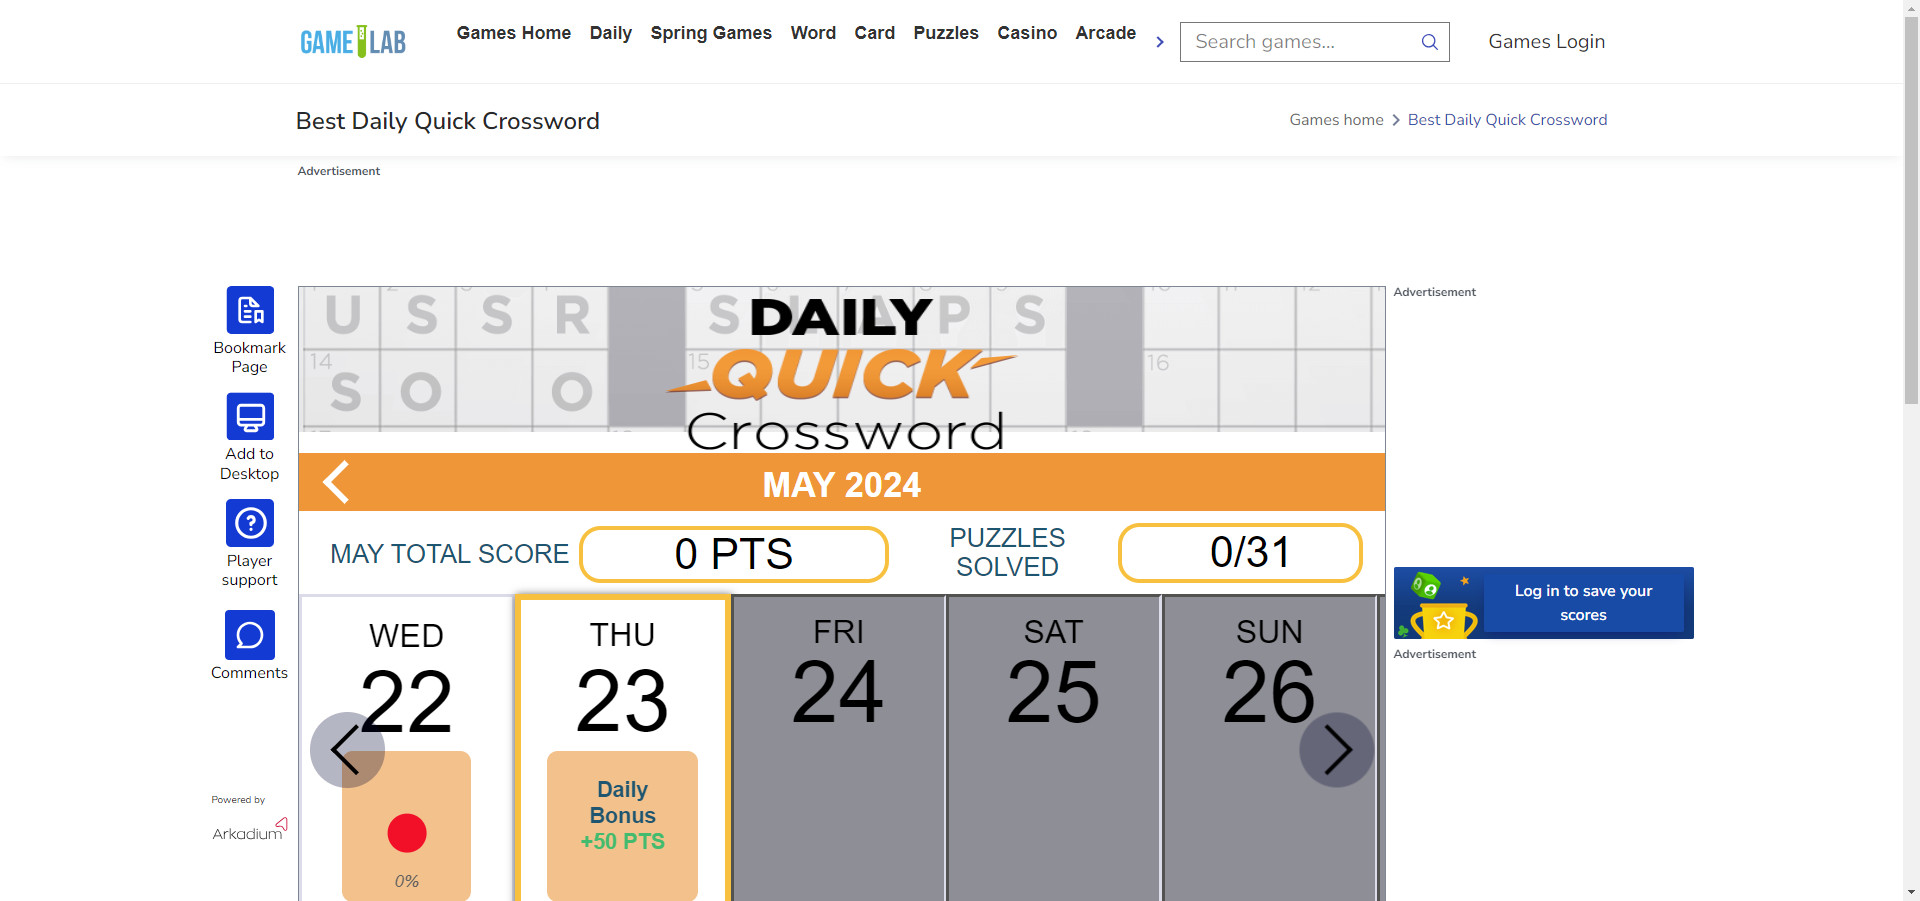 GAME LAB
Games Home Daily Spring Games Word Card Puzzles Casino Arcade
Search games...
Games Login
Best Daily Quick Crossword
Games home > Best Daily Quick Crossword
Advertisement
Bookmark
Page
Add to
Desktop
Player
support
Comments
Powered by
Arkadium
U S S R S P S
14 S O O 15 16
DAILY
QUICK
Crossword
MAY 2024
MAY TOTAL SCORE 0 PTS
PUZZLES
SOLVED
0/31
WED
22
0%
THU
23
Daily
Bonus
+50 PTS
FRI
24
SAT
25
SUN
26
Advertisement
Log in to save your
scores
Advertisement